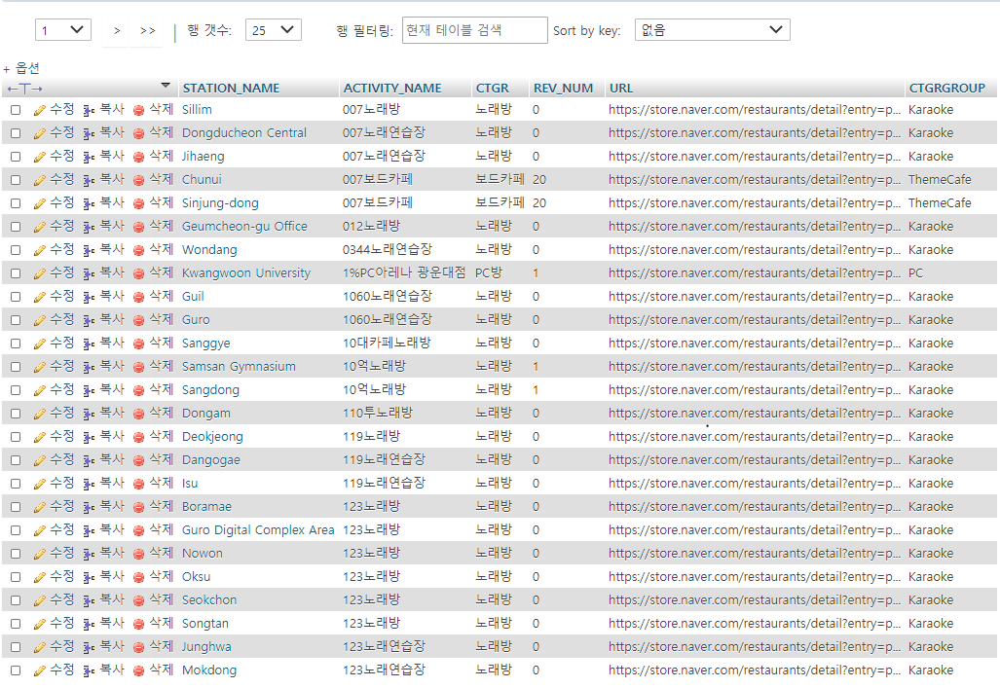 1 > >> | 행 갯수: 25 행 필터링: 현재 테이블 검색 Sort by key: 없음
+ 옵션
←T→ STATION_NAME ACTIVITY_NAME CTGR REV_NUM URL CTGRGROUP
수정 복사 삭제 Sillim 007노래방 노래방 0 https://store.naver.com/restaurants/detail?entry=p... Karaoke
수정 복사 삭제 Dongducheon Central 007노래연습장 노래방 0 https://store.naver.com/restaurants/detail?entry=p... Karaoke
수정 복사 삭제 Jihaeng 007노래연습장 노래방 0 https://store.naver.com/restaurants/detail?entry=p... Karaoke
수정 복사 삭제 Chunui 007보드카페 보드카페 20 https://store.naver.com/restaurants/detail?entry=p... ThemeCafe
수정 복사 삭제 Sinjung-dong 007보드카페 보드카페 20 https://store.naver.com/restaurants/detail?entry=p... ThemeCafe
수정 복사 삭제 Geumcheon-gu Office 012노래방 노래방 0 https://store.naver.com/restaurants/detail?entry=p... Karaoke
수정 복사 삭제 Wondang 0344노래연습장 노래방 0 https://store.naver.com/restaurants/detail?entry=p... Karaoke
수정 복사 삭제 Kwangwoon University 1%PC아레나 광운대점 PC방 1 https://store.naver.com/restaurants/detail?entry=p... PC
수정 복사 삭제 Guil 1060노래연습장 노래방 0 https://store.naver.com/restaurants/detail?entry=p... Karaoke
수정 복사 삭제 Guro 1060노래연습장 노래방 0 https://store.naver.com/restaurants/detail?entry=p... Karaoke
수정 복사 삭제 Sanggye 10대카페노래방 노래방 0 https://store.naver.com/restaurants/detail?entry=p... Karaoke
수정 복사 삭제 Samsan Gymnasium 10억노래방 노래방 1 https://store.naver.com/restaurants/detail?entry=p... Karaoke
수정 복사 삭제 Sangdong 10억노래방 노래방 1 https://store.naver.com/restaurants/detail?entry=p... Karaoke
수정 복사 삭제 Dongam 110투노래방 노래방 0 https://store.naver.com/restaurants/detail?entry=p... Karaoke
수정 복사 삭제 Deokjeong 119노래방 노래방 0 https://store.naver.com/restaurants/detail?entry=p... Karaoke
수정 복사 삭제 Dangogae 119노래연습장 노래방 0 https://store.naver.com/restaurants/detail?entry=p... Karaoke
수정 복사 삭제 Isu 119노래연습장 노래방 0 https://store.naver.com/restaurants/detail?entry=p... Karaoke
수정 복사 삭제 Boramae 123노래방 노래방 0 https://store.naver.com/restaurants/detail?entry=p... Karaoke
수정 복사 삭제 Guro Digital Complex Area 123노래방 노래방 0 https://store.naver.com/restaurants/detail?entry=p... Karaoke
수정 복사 삭제 Nowon 123노래방 노래방 0 https://store.naver.com/restaurants/detail?entry=p... Karaoke
수정 복사 삭제 Oksu 123노래방 노래방 0 https://store.naver.com/restaurants/detail?entry=p... Karaoke
수정 복사 삭제 Seokchon 123노래방 노래방 0 https://store.naver.com/restaurants/detail?entry=p... Karaoke
수정 복사 삭제 Songtan 123노래방 노래방 0 https://store.naver.com/restaurants/detail?entry=p... Karaoke
수정 복사 삭제 Junghwa 123노래연습장 노래방 0 https://store.naver.com/restaurants/detail?entry=p... Karaoke
수정 복사 삭제 Mokdong 123노래연습장 노래방 0 https://store.naver.com/restaurants/detail?entry=p... Karaoke